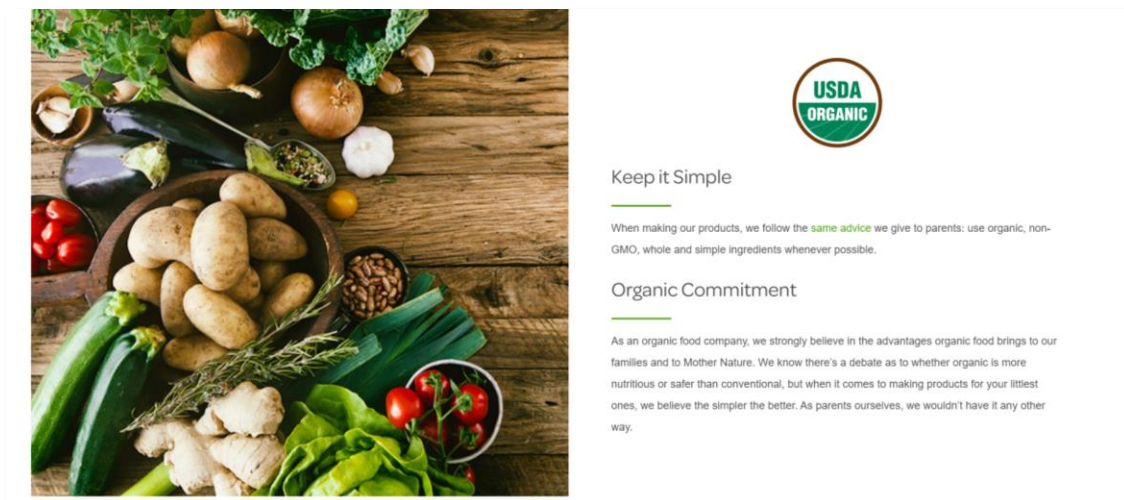 USDA
ORGANIC
Keep it Simple
When making our products, we follow the same advice we give to parents: use organic, non-
GMO, whole and simple ingredients whenever possible.
Organic Commitment
As an organic food company, we strongly believe in the advantages organic food brings to our
families and to Mother Nature. We know there's a debate as to whether organic is more
nutritious or safer than conventional, but when it comes to making products for your littlest
ones, we believe the simpler the better. As parents ourselves, we wouldn't have it any other
way.